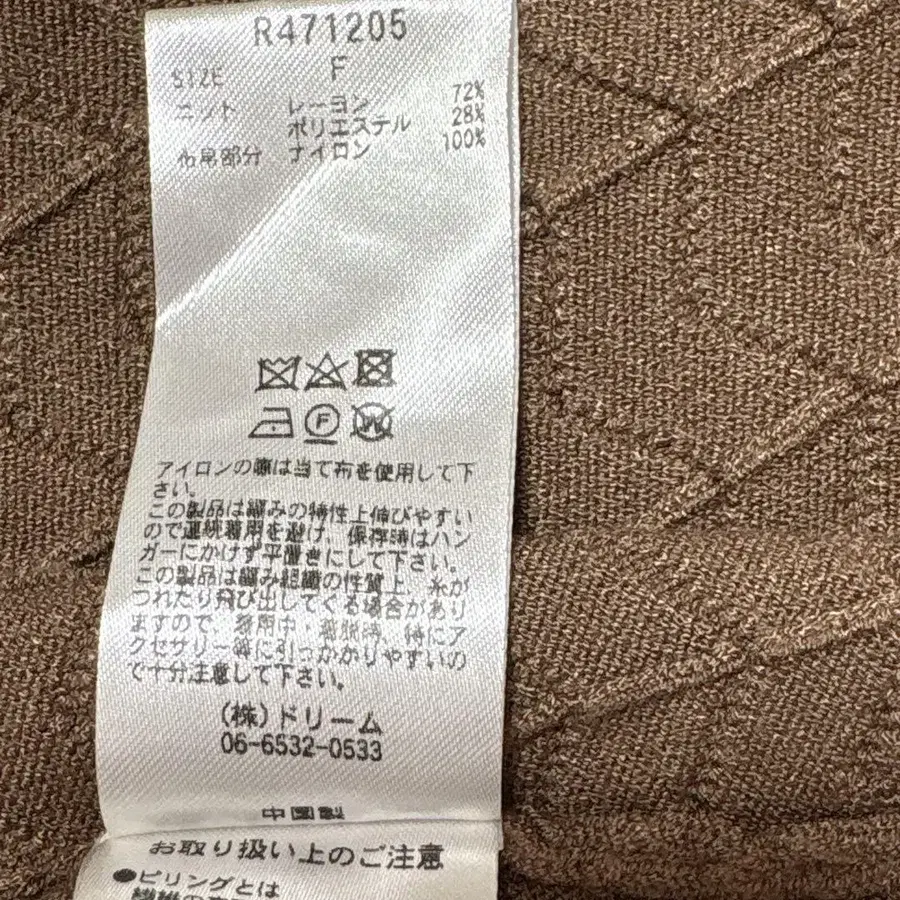 R471205
SIZE F
ニット レーヨン 72%
ポリエステル 28%
布帛部分 ナイロン 100%
F
W
アイロンの際は当て布を使用して下
さい。
この製品は編みの特性上伸びやすい
ので連続着用を避け、保存時はハン
ガーにかけず平置きにして下さい。
この製品は編み組織の性質上、糸が
つれたり飛び出してくる場合があり
ますので、着用中・着脱時、特にア
クセサリー等に引っかかりやすいの
で十分注意して下さい。
(株)ドリーム
06-6532-0533
中国製
お取り扱い上のご注意
●ピリングとは